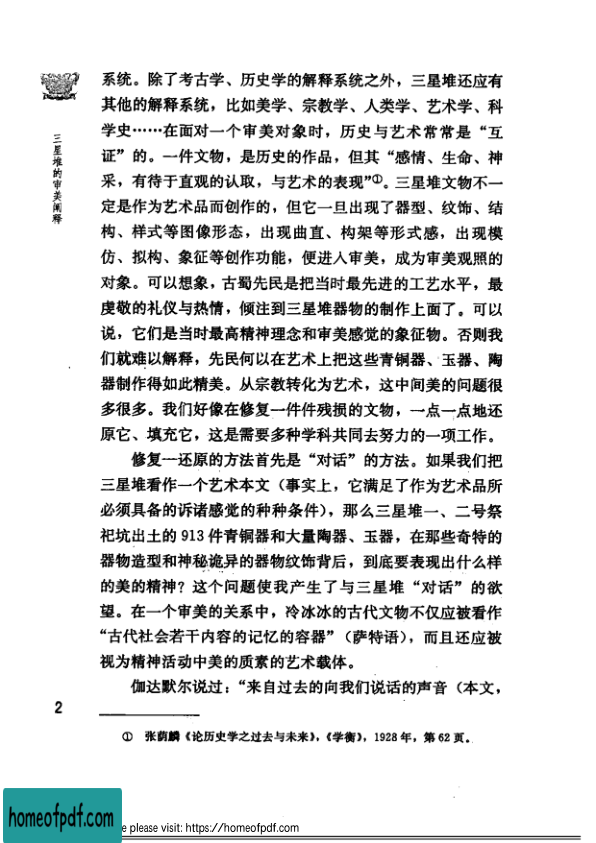 系统。除了考古学、历史学的解释系统之外，三星堆还应有
其他的解释系统，比如美学、宗教学、人类学、艺术学、科
学史……在面对一个审美对象时，历史与艺术常常是“互
证”的。一件文物，是历史的作品，但其“感情、生命、神
采，有待于直观的认取，与艺术的表现”①。三星堆文物不一
定是作为艺术品而创作的，但它一旦出现了器型、纹饰、结
构、样式等图像形态，出现曲直、构架等形式感，出现模
仿、拟构、象征等创作功能，便进入审美，成为审美观照的
对象。可以想象，古蜀先民是把当时最先进的工艺水平，最
虔敬的礼仪与热情，倾注到三星堆器物的制作上面了。可以
说，它们是当时最高精神理念和审美感觉的象征物。否则我
们就难以解释，先民何以在艺术上把这些青铜器、玉器、陶
器制作得如此精美。从宗教转化为艺术，这中间美的问题很
多很多。我们好像在修复一件件残损的文物，一点一点地还
原它、填充它，这是需要多种学科共同去努力的一项工作。
修复—还原的方法首先是“对话”的方法。如果我们把
三星堆看作一个艺术本文（事实上，它满足了作为艺术品所
必须具备的诉诸感觉的种种条件），那么三星堆一、二号祭
祀坑出土的 913 件青铜器和大量陶器、玉器，在那些奇特的
器物造型和神秘诡异的器物纹饰背后，到底要表现出什么样
的美的精神？这个问题使我产生了与三星堆“对话”的欲
望。在一个审美的关系中，冷冰冰的古代文物不仅应被看作
“古代社会若干内容的记忆的容器”（萨特语），而且还应被
视为精神活动中美的质素的艺术载体。
伽达默尔说过：“来自过去的向我们说话的声音（本文，
三星堆的审美阐释
2
① 张荫麟《论历史学之过去与未来》，《学衡》，1928 年，第 62 页。
homeofpdf.com
e please visit: https://homeofpdf.com